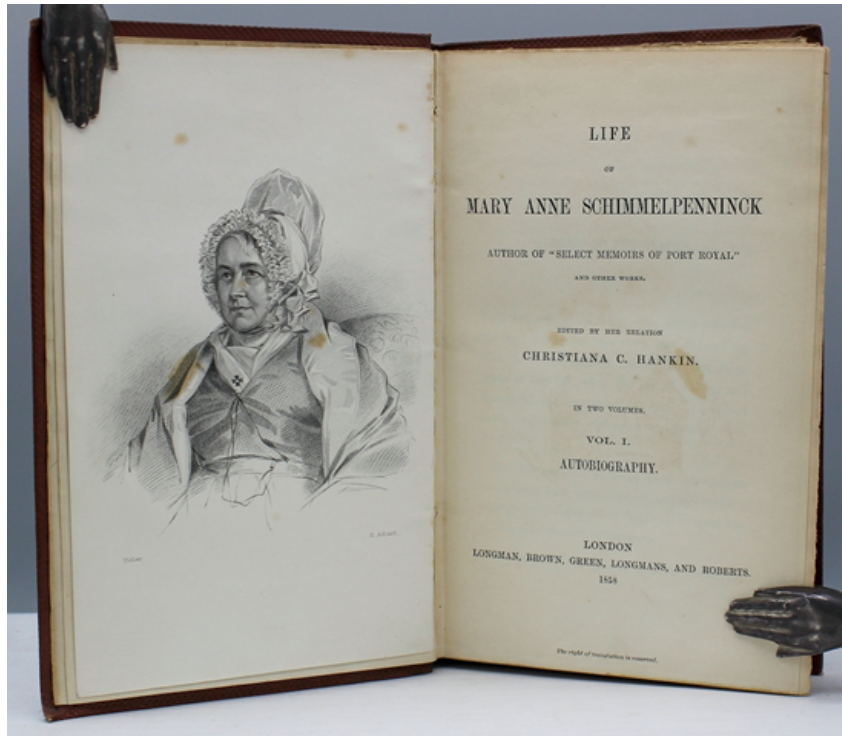 LIFE
OF
MARY ANNE SCHIMMELPENNINCK
AUTHOR OF "SELECT MEMOIRS OF PORT ROYAL"
AND OTHER WORKS.
EDITED BY HER RELATION
CHRISTIANA C. HANKIN.
IN TWO VOLUMES.
VOL. I.
AUTOBIOGRAPHY.
LONDON
LONGMAN, BROWN, GREEN, LONGMANS, AND ROBERTS.
1858
The right of translation is reserved.